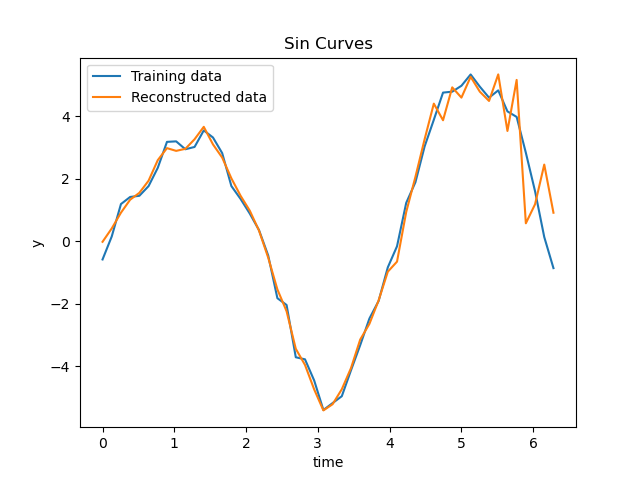 Sin Curves
Training data
Reconstructed data
4
2
0
−2
−4
y
0 1 2 3 4 5 6
time